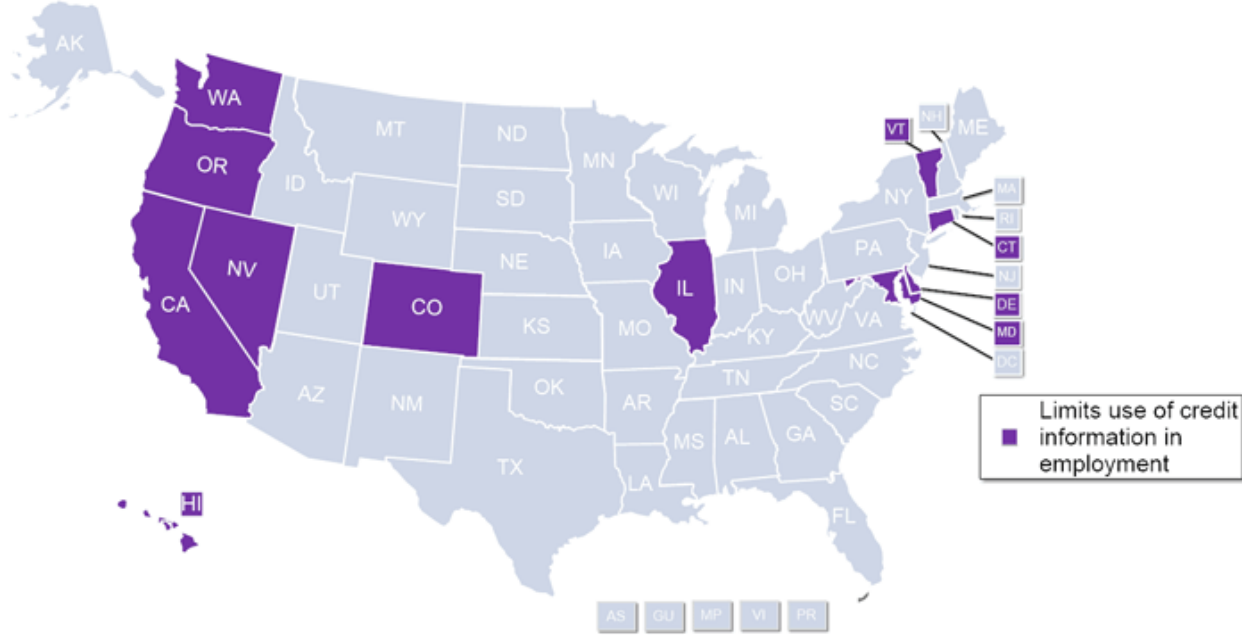 AK
WA
MT
ND
MN
VT
NH
ME
OR
ID
WY
SD
WI
MI
NY
MA
RI
CT
NV
UT
CO
NE
IA
IL
IN
OH
PA
NJ
CA
KS
MO
KY
WV
VA
DE
MD
DC
AZ
NM
OK
AR
TN
NC
SC
MS
AL
GA
TX
LA
FL
HI
Limits use of credit
information in
employment
AS
GU
MP
VI
PR